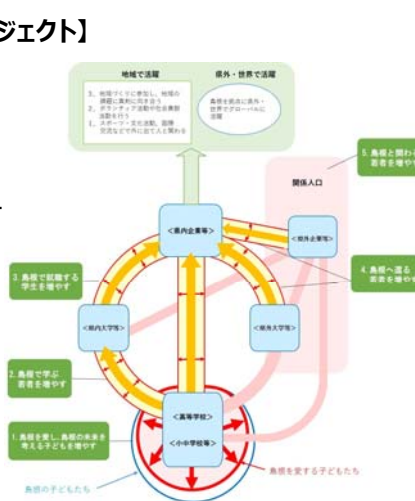 ジェクト】
地域で活躍
県外・世界で活躍
3．地域づくりに参加し、地域の
課題に真剣に向き合う
2．ボランティア活動や社会貢献
活動を行う
1．スポーツ・文化活動、国際
交流などで外に出て人と関わる
島根を拠点に県外・
世界でグローバルに
活躍
5．島根と関わる
若者を増やす
関係人口
＜県内企業等＞
＜県外企業等＞
3．島根で就職する
学生を増やす
4．島根へ還る
若者を増やす
＜県内大学等＞
＜県外大学等＞
2．島根で学ぶ
若者を増やす
＜高等学校＞
＜小中学校等＞
1．島根を愛し、島根の未来を
考える子どもを増やす
島根を愛する子どもたち
島根の子どもたち